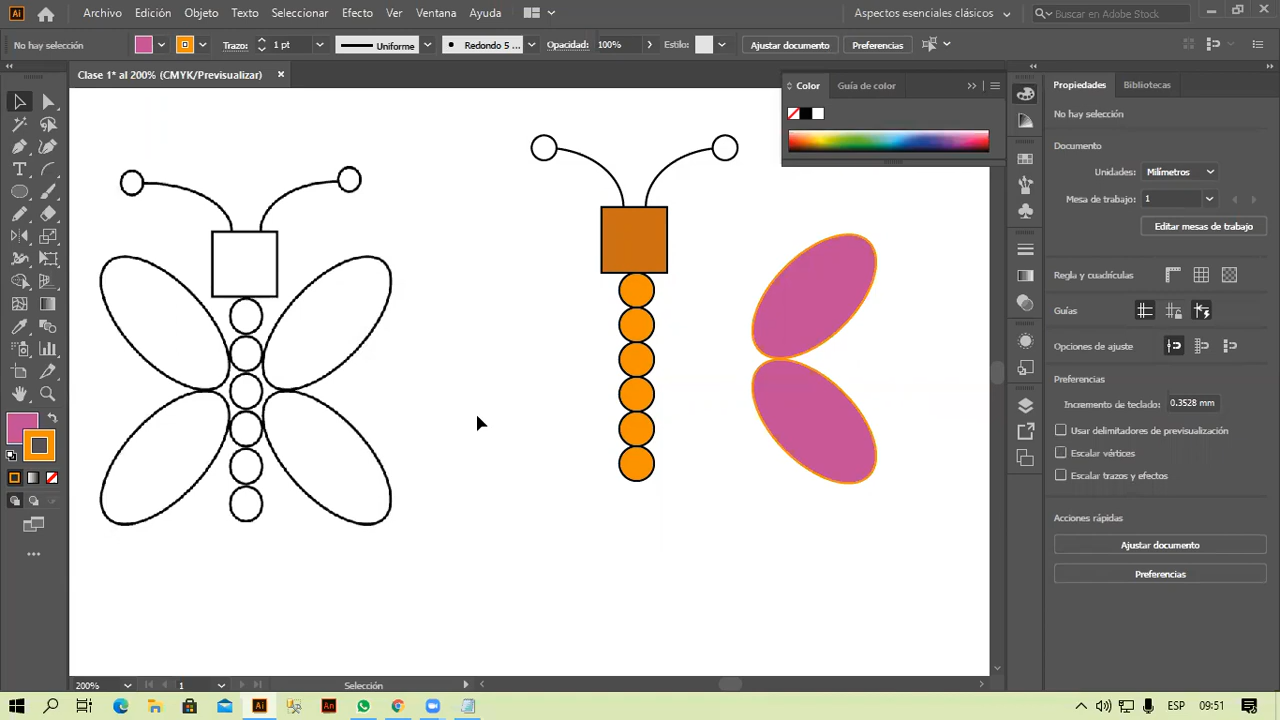 Ai
Archivo Edición Objeto Texto Seleccionar Efecto Ver Ventana Ayuda
Aspectos esenciales clásicos
Buscar en Adobe Stock
No hay selección
Trazo: 1 pt
Uniforme
Redondo 5 ...
Opacidad: 100%
Estilo:
Ajustar documento
Preferencias
Clase 1* al 200% (CMYK/Previsualizar)
Color
Guía de color
Propiedades
Bibliotecas
No hay selección
Documento
Unidades: Milímetros
Mesa de trabajo: 1
Editar mesas de trabajo
Regla y cuadrículas
Guías
Opciones de ajuste
Preferencias
Incremento de teclado: 0.3528 mm
Usar delimitadores de previsualización
Escalar vértices
Escalar trazos y efectos
Acciones rápidas
Ajustar documento
Preferencias
200%
1
Selección
Ai
An
ESP
09:51